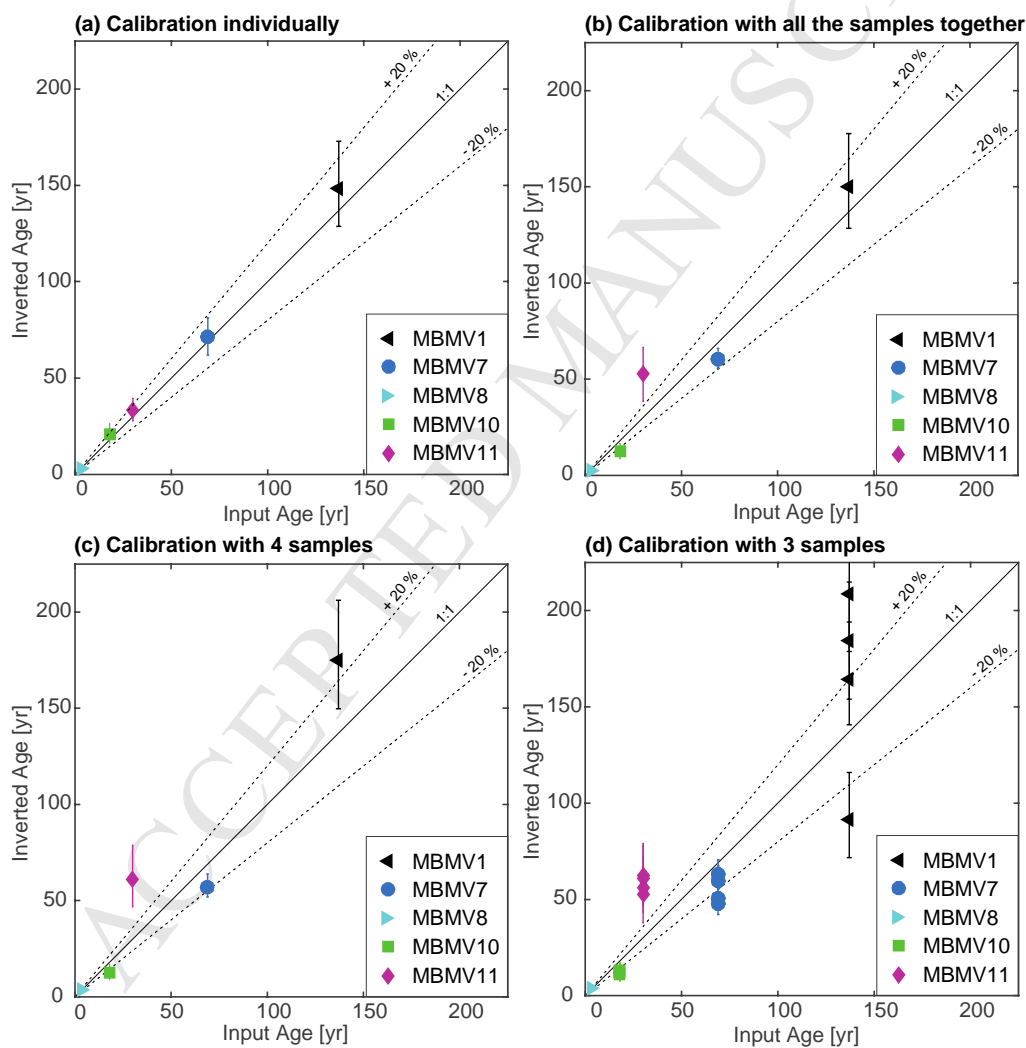 (a) Calibration individually
200
150
100
50
0
0 50 100 150 200
Inverted Age [yr]
Input Age [yr]
+ 20 %
1:1
- 20 %
MBMV1
MBMV7
MBMV8
MBMV10
MBMV11
(b) Calibration with all the samples together
200
150
100
50
0
0 50 100 150 200
Inverted Age [yr]
Input Age [yr]
+ 20 %
1:1
- 20 %
MBMV1
MBMV7
MBMV8
MBMV10
MBMV11
(c) Calibration with 4 samples
200
150
100
50
0
0 50 100 150 200
Inverted Age [yr]
Input Age [yr]
+ 20 %
1:1
- 20 %
MBMV1
MBMV7
MBMV8
MBMV10
MBMV11
(d) Calibration with 3 samples
200
150
100
50
0
0 50 100 150 200
Inverted Age [yr]
Input Age [yr]
+ 20 %
1:1
- 20 %
MBMV1
MBMV7
MBMV8
MBMV10
MBMV11
ACCEPTED MANUSC